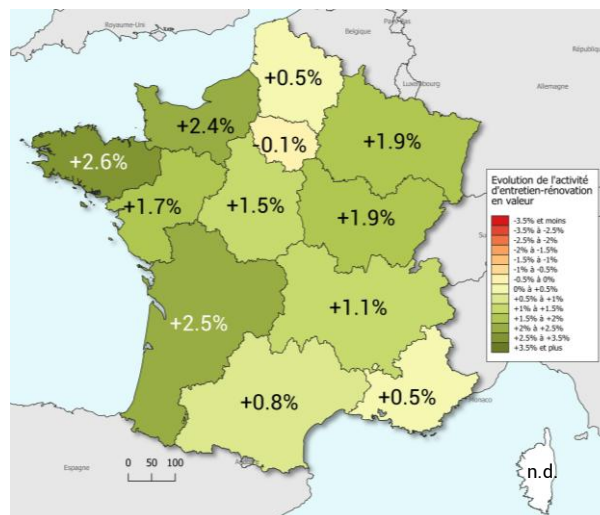 Royaume-Uni
Belgique
Luxembourg
Allemagne
+0.5%
+2.4%
-0.1%
+1.9%
+2.6%
+1.7%
+1.5%
+1.9%
+2.5%
+1.1%
+0.8%
+0.5%
Monaco
Espagne
0 50 100
n.d.
Evolution de l'activité
d'entretien-rénovation
en valeur
-3.5% et moins
-3.5% à -2.5%
-2.5% à -2%
-2% à -1.5%
-1.5% à -1%
-1% à -0.5%
-0.5% à 0%
0% à +0.5%
+0.5% à +1%
+1% à +1.5%
+1.5% à +2%
+2% à +2.5%
+2.5% à +3.5%
+3.5% et plus